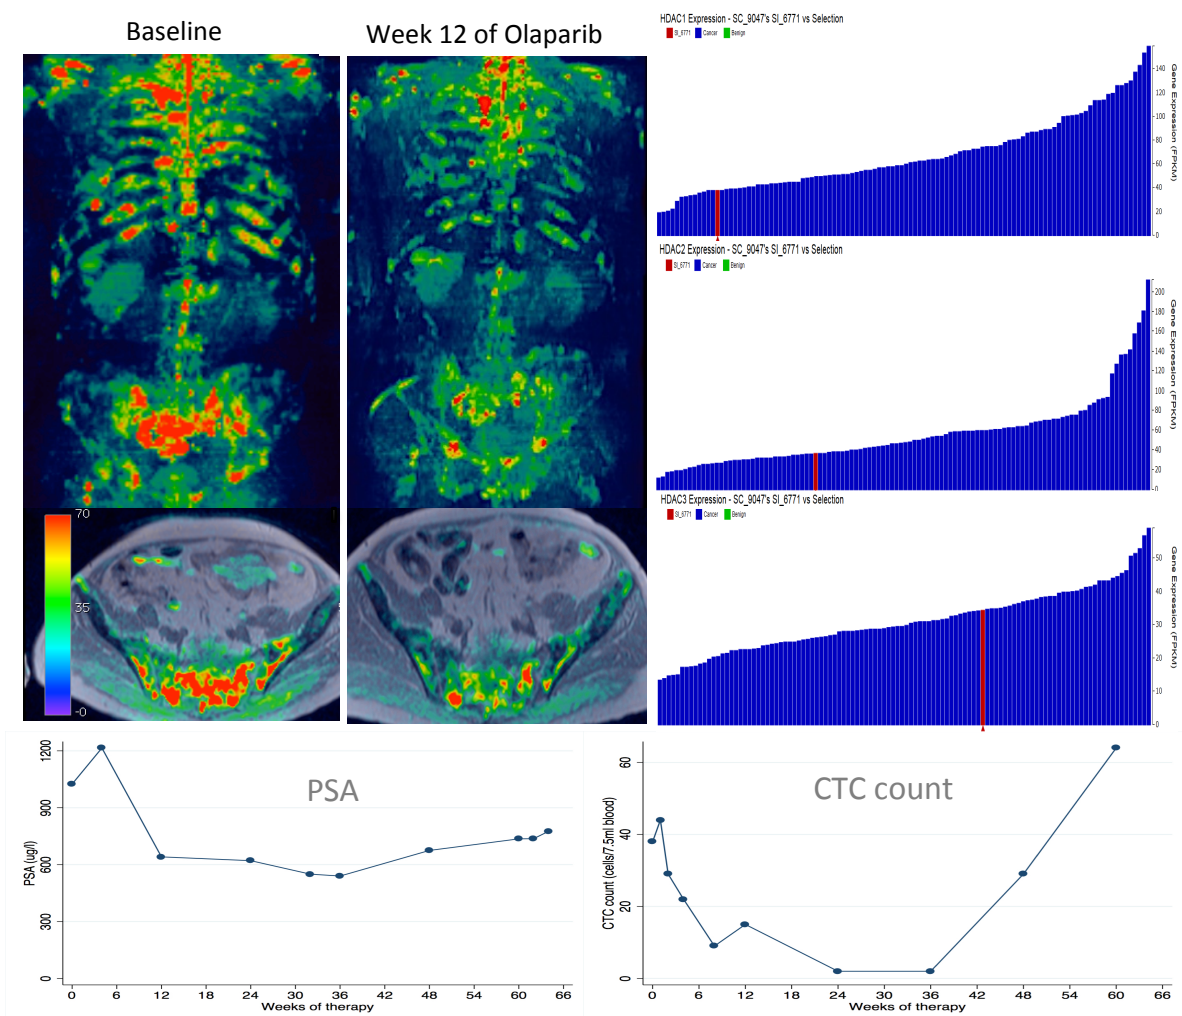 Baseline
Week 12 of Olaparib
70
35
-0
HDAC1 Expression - SC_9047's SI_6771 vs Selection
SI_6771 Cancer Benign
140
120
100
80
60
40
20
0
Gene Expression (FPKM)
HDAC2 Expression - SC_9047's SI_6771 vs Selection
SI_6771 Cancer Benign
200
180
160
140
120
100
80
60
40
20
0
Gene Expression (FPKM)
HDAC3 Expression - SC_9047's SI_6771 vs Selection
SI_6771 Cancer Benign
50
40
30
20
10
0
Gene Expression (FPKM)
PSA
PSA (ug/l)
1200
900
600
300
0
0 6 12 18 24 30 36 42 48 54 60 66
Weeks of therapy
CTC count
CTC count (cells/7.5ml blood)
60
40
20
0
0 6 12 18 24 30 36 42 48 54 60 66
Weeks of therapy